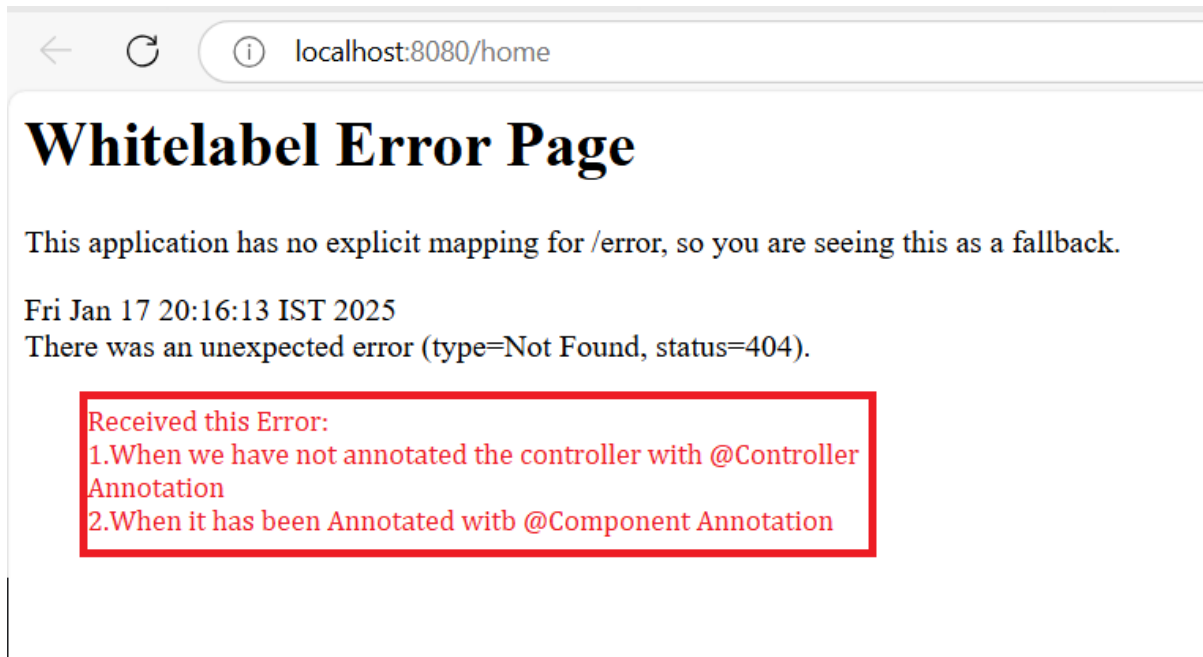 localhost:8080/home
Whitelabel Error Page
This application has no explicit mapping for /error, so you are seeing this as a fallback.
Fri Jan 17 20:16:13 IST 2025
There was an unexpected error (type=Not Found, status=404).
Received this Error:
1.When we have not annotated the controller with @Controller
Annotation
2.When it has been Annotated witb @Component Annotation